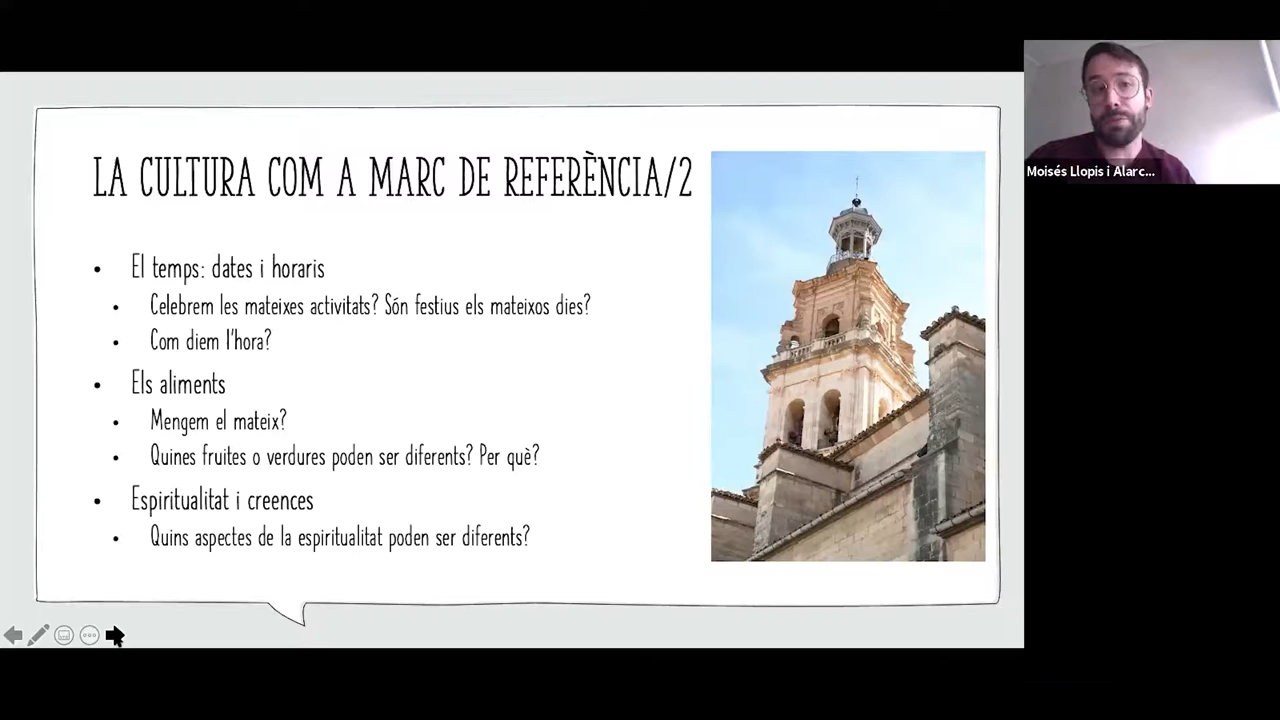 LA CULTURA COM A MARC DE REFERÈNCIA/2
El temps: dates i horaris
Celebrem les mateixes activitats? Són festius els mateixos dies?
Com diem l'hora?
Els aliments
Mengem el mateix?
Quines fruites o verdures poden ser diferents? Per què?
Espiritualitat i creences
Quins aspectes de la espiritualitat poden ser diferents?
Moisés Llopis i Alarc...